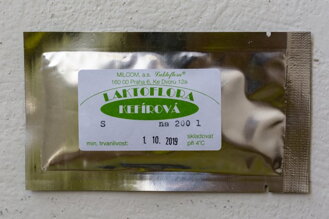 MILCOM, a.s. Laktoflora®
160 00 Praha 6, Ke Dvoru 12a
LAKTOFLORA
KEFÍROVÁ
S na 200 l
min. trvanlivost: 1. 10. 2019 skladovat
při 4°C